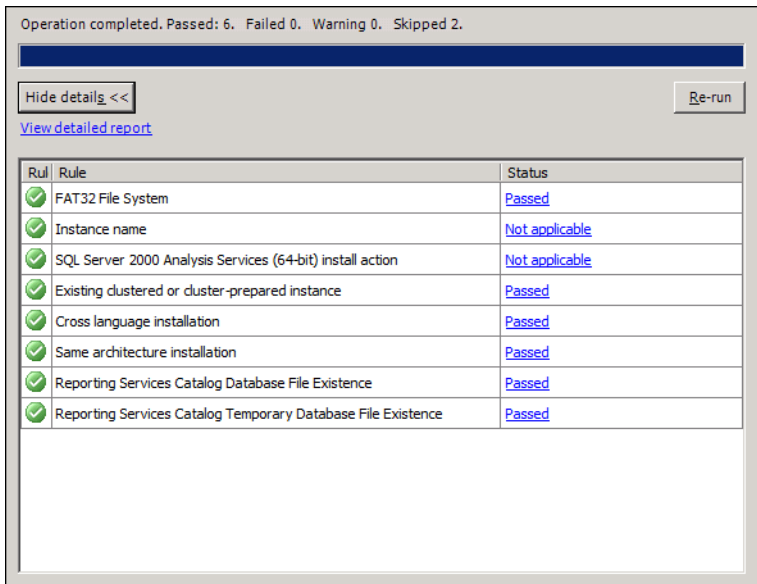 Operation completed. Passed: 6. Failed 0. Warning 0. Skipped 2.
Hide details <<
Re-run
View detailed report
Rul Rule Status
FAT32 File System Passed
Instance name Not applicable
SQL Server 2000 Analysis Services (64-bit) install action Not applicable
Existing clustered or cluster-prepared instance Passed
Cross language installation Passed
Same architecture installation Passed
Reporting Services Catalog Database File Existence Passed
Reporting Services Catalog Temporary Database File Existence Passed